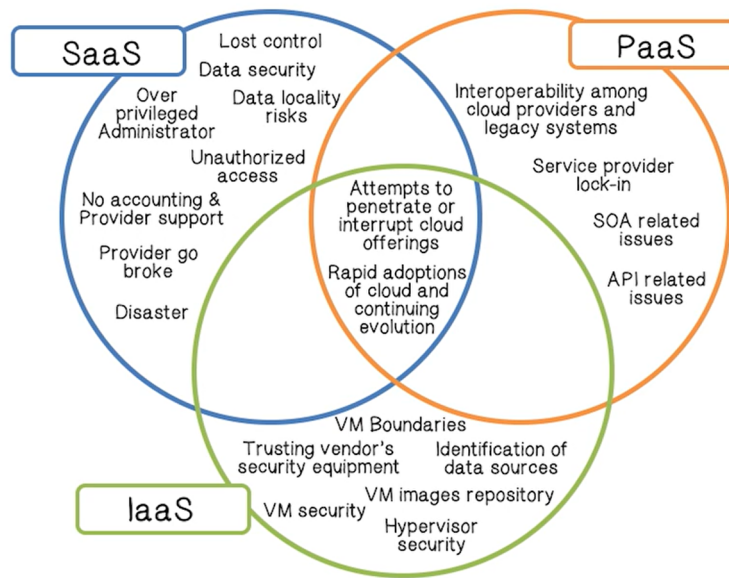 SaaS
Lost control
Data security
Over
privileged
Administrator
Data locality
risks
Unauthorized
access
No accounting &
Provider support
Provider go
broke
Disaster
PaaS
Interoperability among
cloud providers and
legacy systems
Service provider
lock-in
SOA related
issues
API related
issues
Attempts to
penetrate or
interrupt cloud
offerings
Rapid adoptions
of cloud and
continuing
evolution
IaaS
VM Boundaries
Trusting vendor's
security equipment
Identification of
data sources
VM images repository
VM security
Hypervisor
security